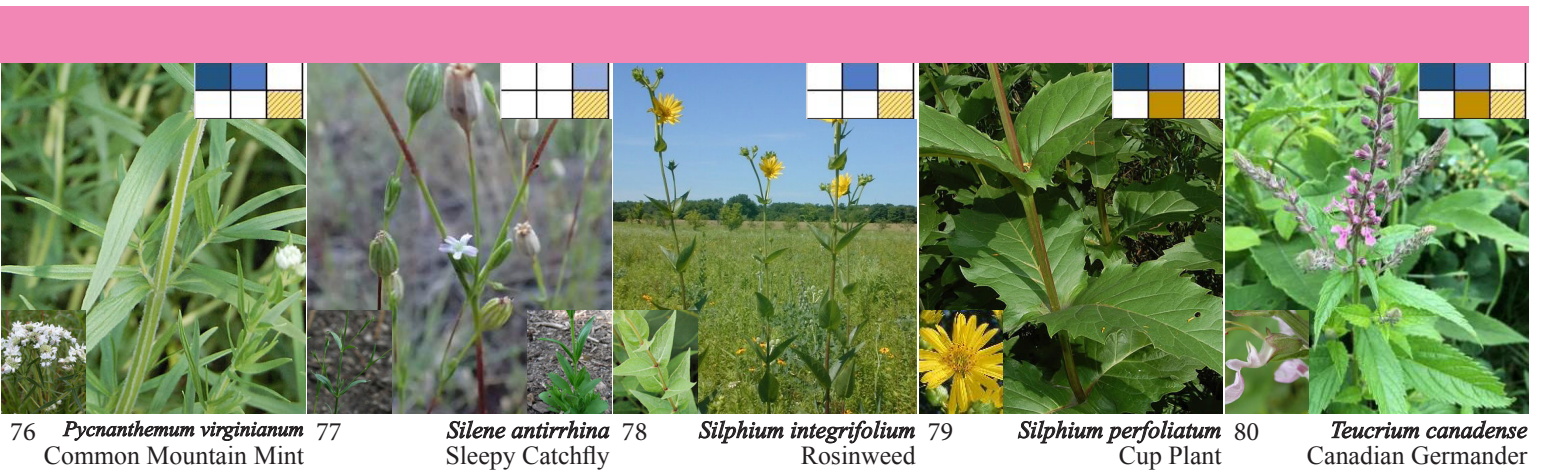 76 Pycnanthemum virginianum
Common Mountain Mint
77 Silene antirrhina
Sleepy Catchfly
78 Silphium integrifolium
Rosinweed
79 Silphium perfoliatum
Cup Plant
80 Teucrium canadense
Canadian Germander